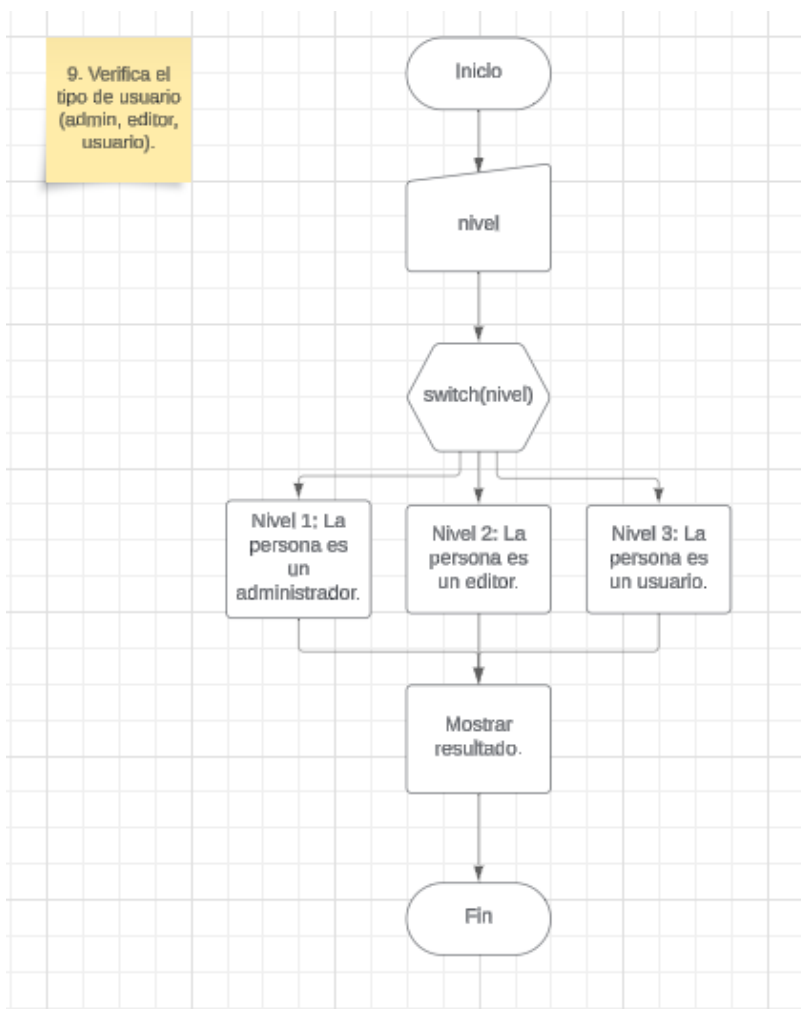 9. Verifica el
tipo de usuario
(admin, editor,
usuario).
Inicio
nivel
switch(nivel)
Nivel 1: La
persona es
un
administrador.
Nivel 2: La
persona es
un editor.
Nivel 3: La
persona es
un usuario.
Mostrar
resultado.
Fin